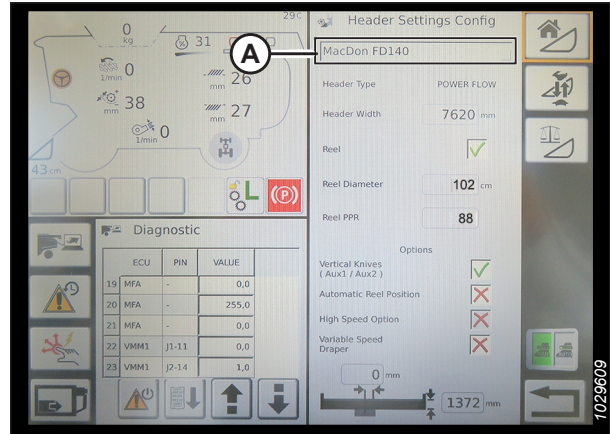 0
kg
31
29c
A
0
1/min
26
mm
38
mm
27
mm
0
1/min
43 cm
L
(P)
Diagnostic
ECU PIN VALUE
19 MFA - 0,0
20 MFA - 255,0
21 MFA - 0,0
22 VMM1 J1-11 0,0
23 VMM1 J2-14 1,0
Header Settings Config
MacDon FD140
Header Type POWER FLOW
Header Width 7620 mm
Reel
Reel Diameter 102 cm
Reel PPR 88
Options
Vertical Knives
( Aux1 / Aux2 )
Automatic Reel Position
High Speed Option
Variable Speed
Draper
0 mm
1372 mm
1029609